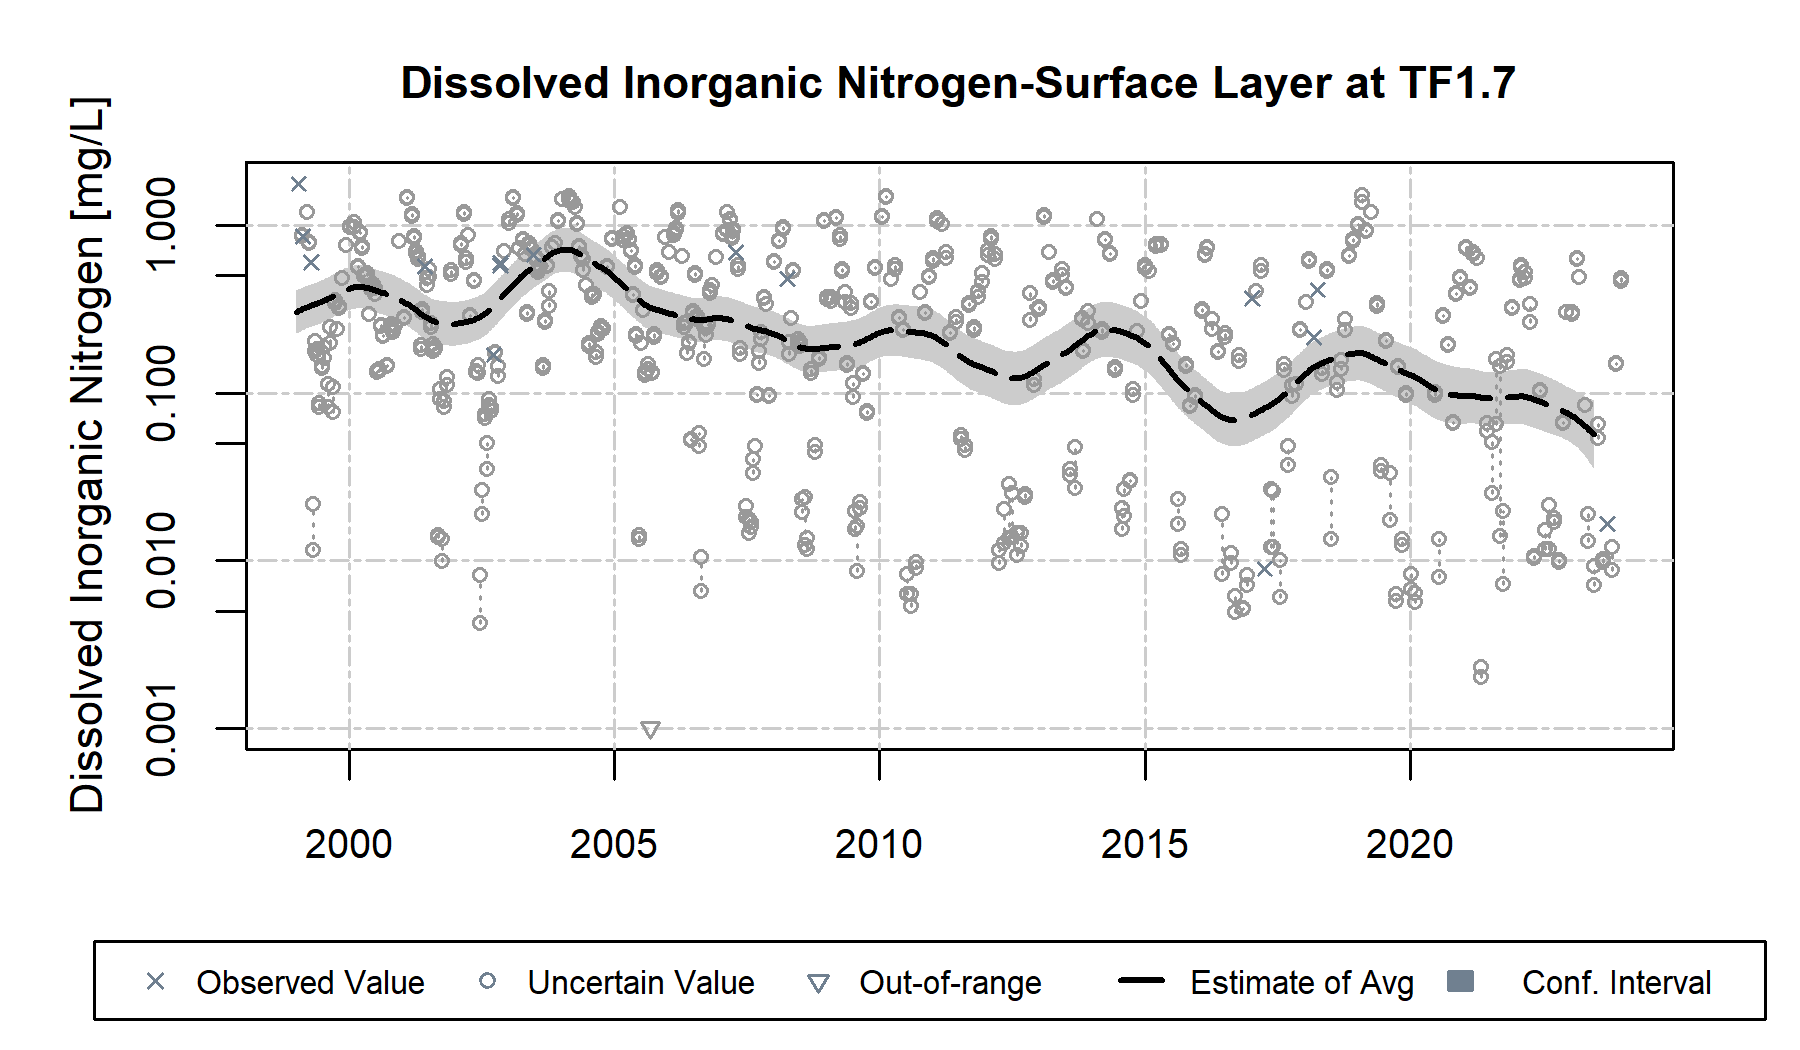 Dissolved Inorganic Nitrogen-Surface Layer at TF1.7
Dissolved Inorganic Nitrogen [mg/L]
1.000
0.100
0.010
0.001
2000 2005 2010 2015 2020
Observed Value Uncertain Value Out-of-range Estimate of Avg Conf. Interval